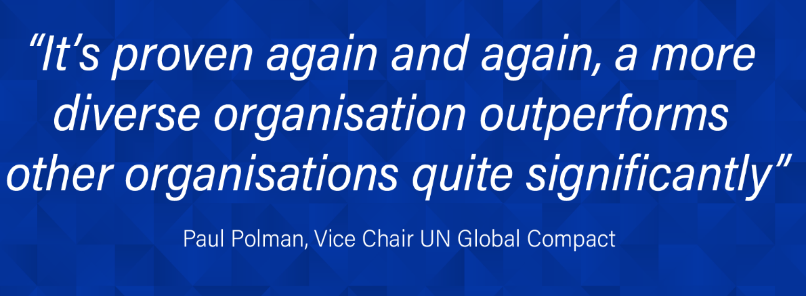 “It’s proven again and again, a more
diverse organisation outperforms
other organisations quite significantly”
Paul Polman, Vice Chair UN Global Compact